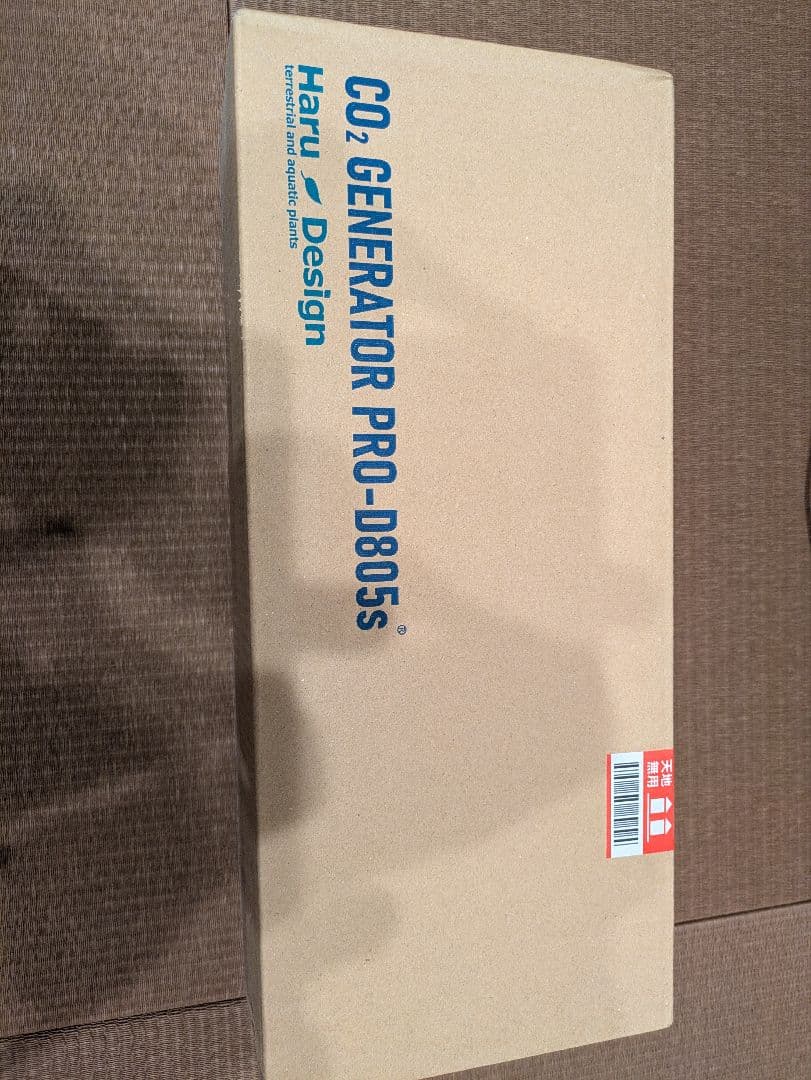 CO₂ GENERATOR PRO-D805s®
Haru Design
terrestrial and aquatic plants
天地
無用